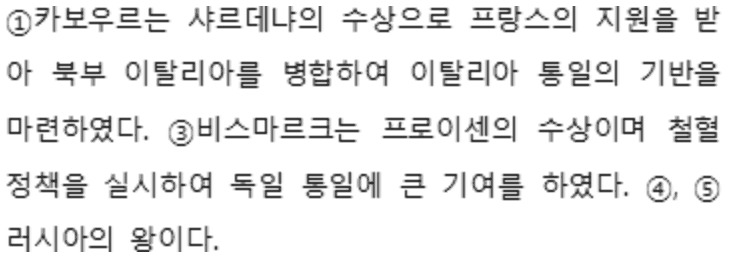 ①카보우르는 샤르데냐의 수상으로 프랑스의 지원을 받
아 북부 이탈리아를 병합하여 이탈리아 통일의 기반을
마련하였다. ③비스마르크는 프로이센의 수상이며 철혈
정책을 실시하여 독일 통일에 큰 기여를 하였다. ④, ⑤
러시아의 왕이다.